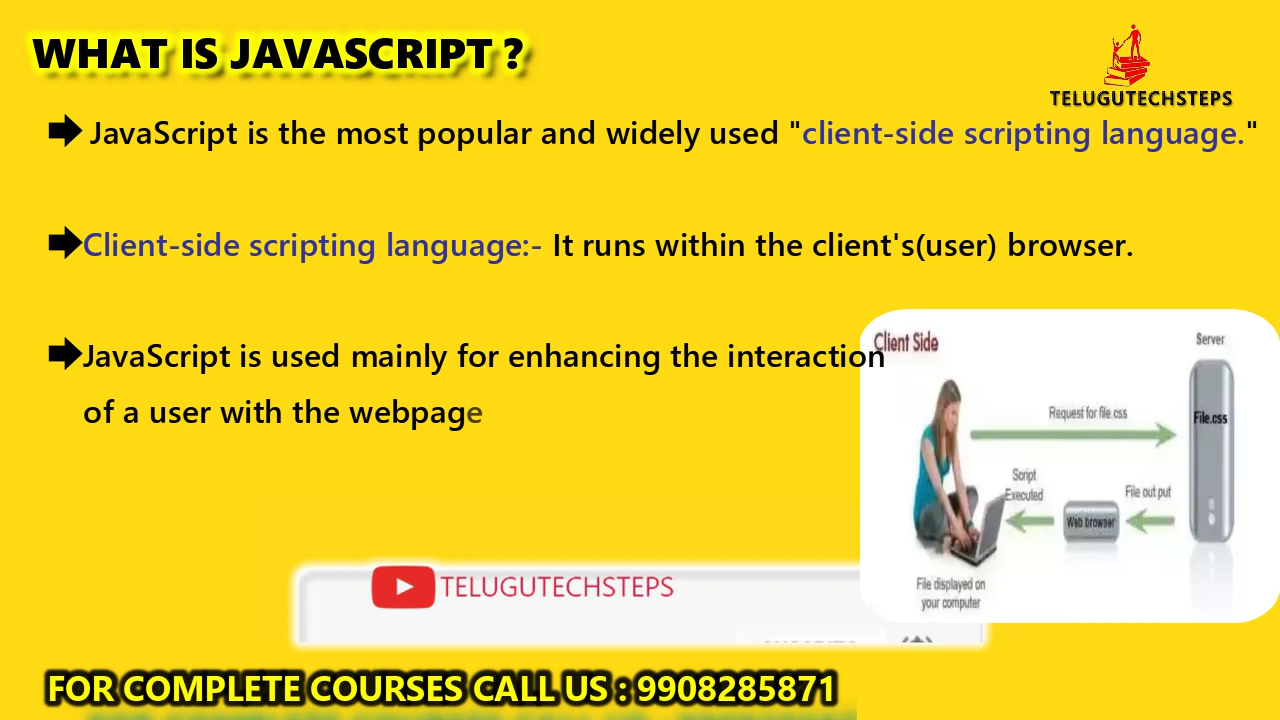 WHAT IS JAVASCRIPT ?
TELUGUTECHSTEPS
JavaScript is the most popular and widely used "client-side scripting language."
Client-side scripting language:- It runs within the client's(user) browser.
JavaScript is used mainly for enhancing the interaction
of a user with the webpage
Client Side
Server
Request for file.css
File.css
Script
Executed
File out put
Web browser
File displayed on
your computer
TELUGUTECHSTEPS
FOR COMPLETE COURSES CALL US : 9908285871